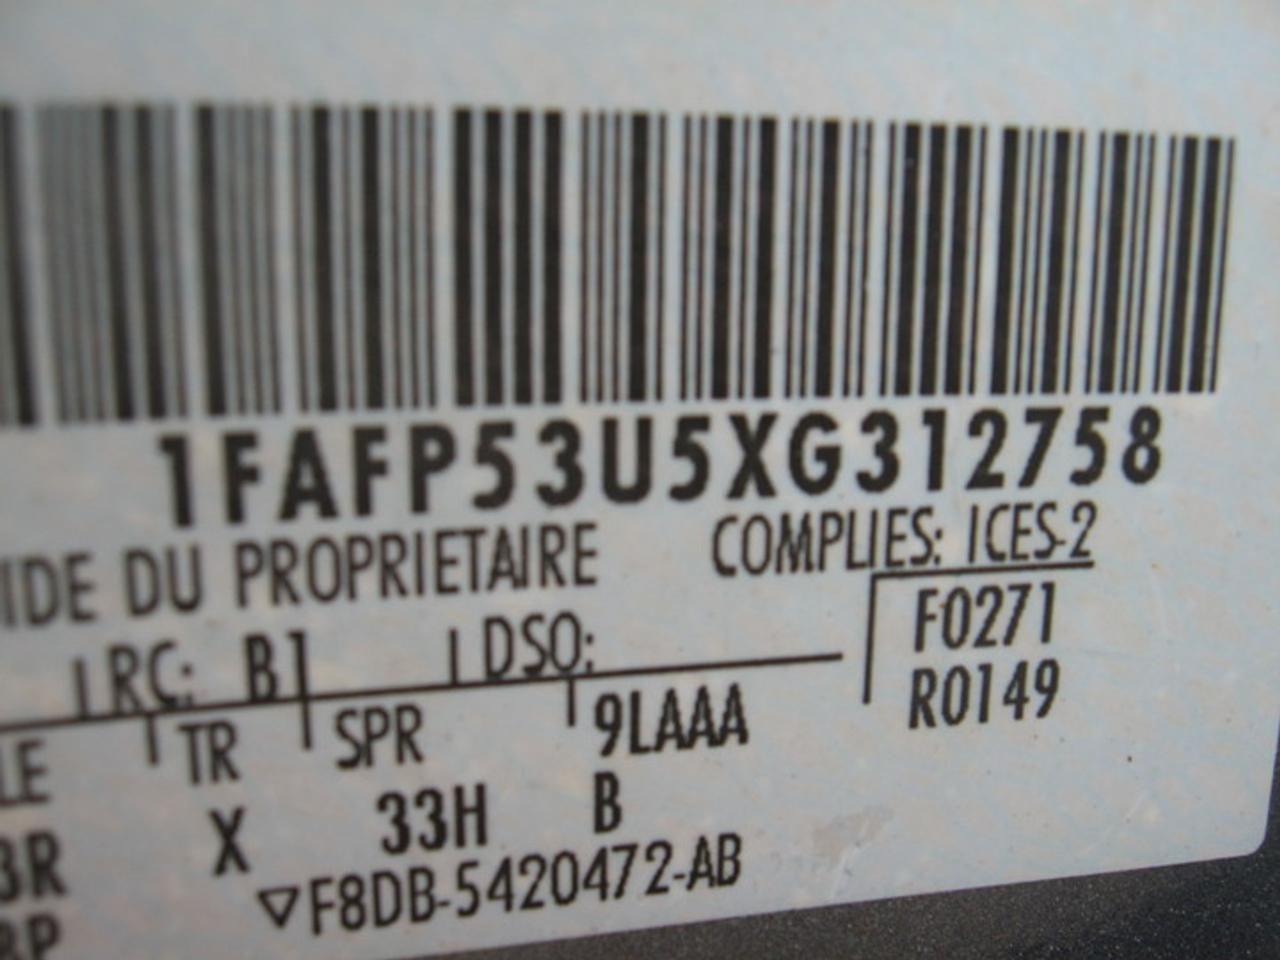 1FAFP53U5XG312758
IDE DU PROPRIETAIRE COMPLIES: ICES-2
RC: B1 DSO: F0271
R0149
LE TR SPR 9LAAA
3R X 33H B
▽F8DB-5420472-AB